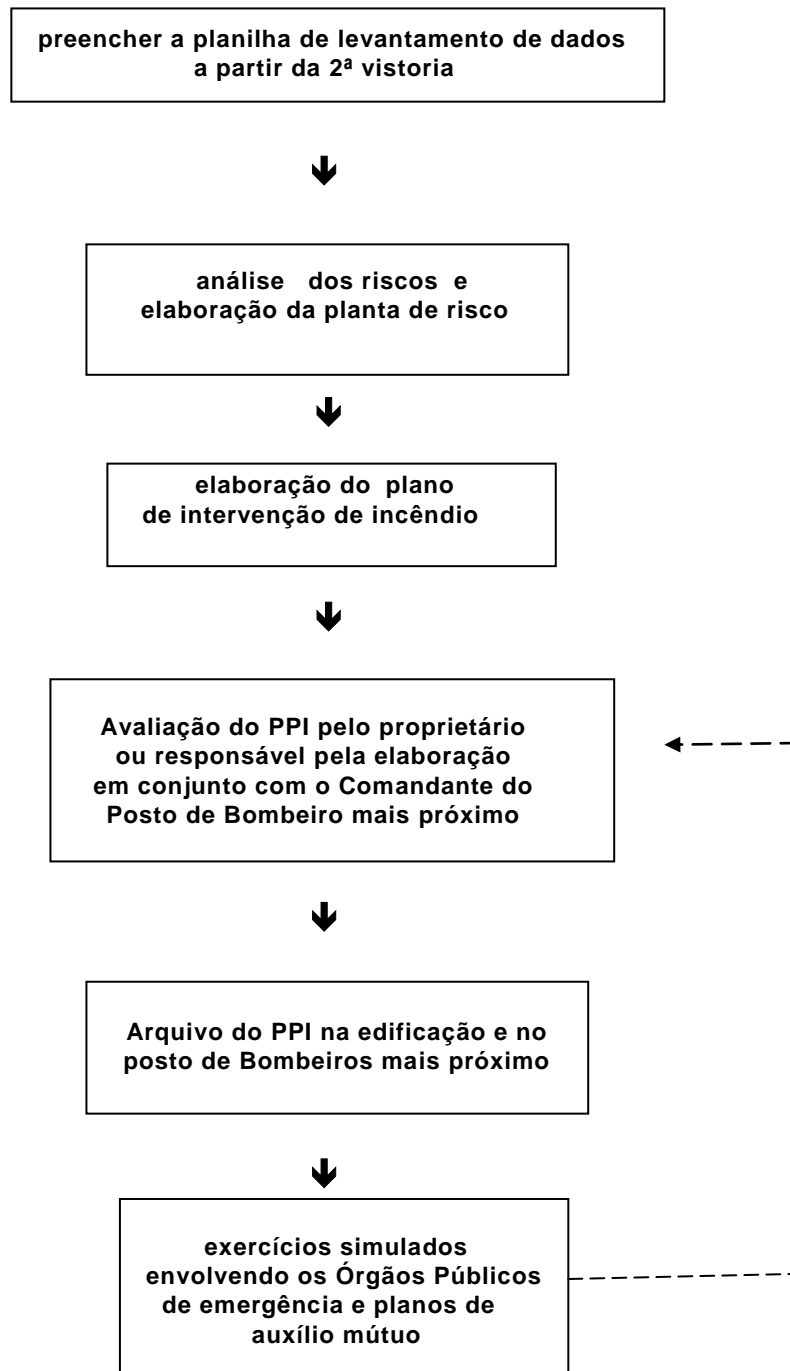 preencher a planilha de levantamento de dados
a partir da 2ª vistoria
análise dos riscos e
elaboração da planta de risco
elaboração do plano
de intervenção de incêndio
Avaliação do PPI pelo proprietário
ou responsável pela elaboração
em conjunto com o Comandante do
Posto de Bombeiro mais próximo
Arquivo do PPI na edificação e no
posto de Bombeiros mais próximo
exercícios simulados
envolvendo os Órgãos Públicos
de emergência e planos de
auxílio mútuo